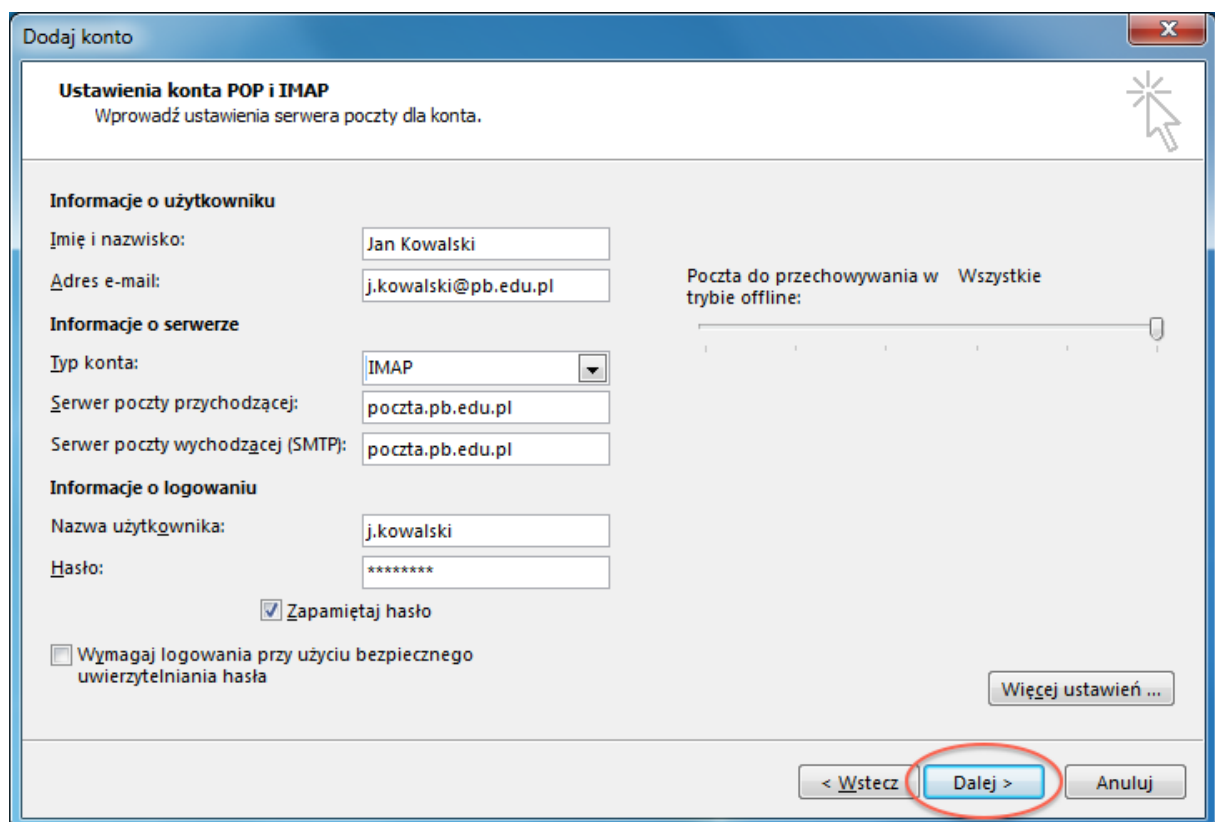 Dodaj konto
x
Ustawienia konta POP i IMAP
Wprowadź ustawienia serwera poczty dla konta.
Informacje o użytkowniku
Imię i nazwisko:
Jan Kowalski
Adres e-mail:
j.kowalski@pb.edu.pl
Poczta do przechowywania w Wszystkie
trybie offline:
Informacje o serwerze
Typ konta:
IMAP
Serwer poczty przychodzącej:
poczta.pb.edu.pl
Serwer poczty wychodzącej (SMTP):
poczta.pb.edu.pl
Informacje o logowaniu
Nazwa użytkownika:
j.kowalski
Hasło:
********
Zapamiętaj hasło
Wymagaj logowania przy użyciu bezpiecznego
uwierzytelniania hasła
Więcej ustawień ...
< Wstecz
Dalej >
Anuluj